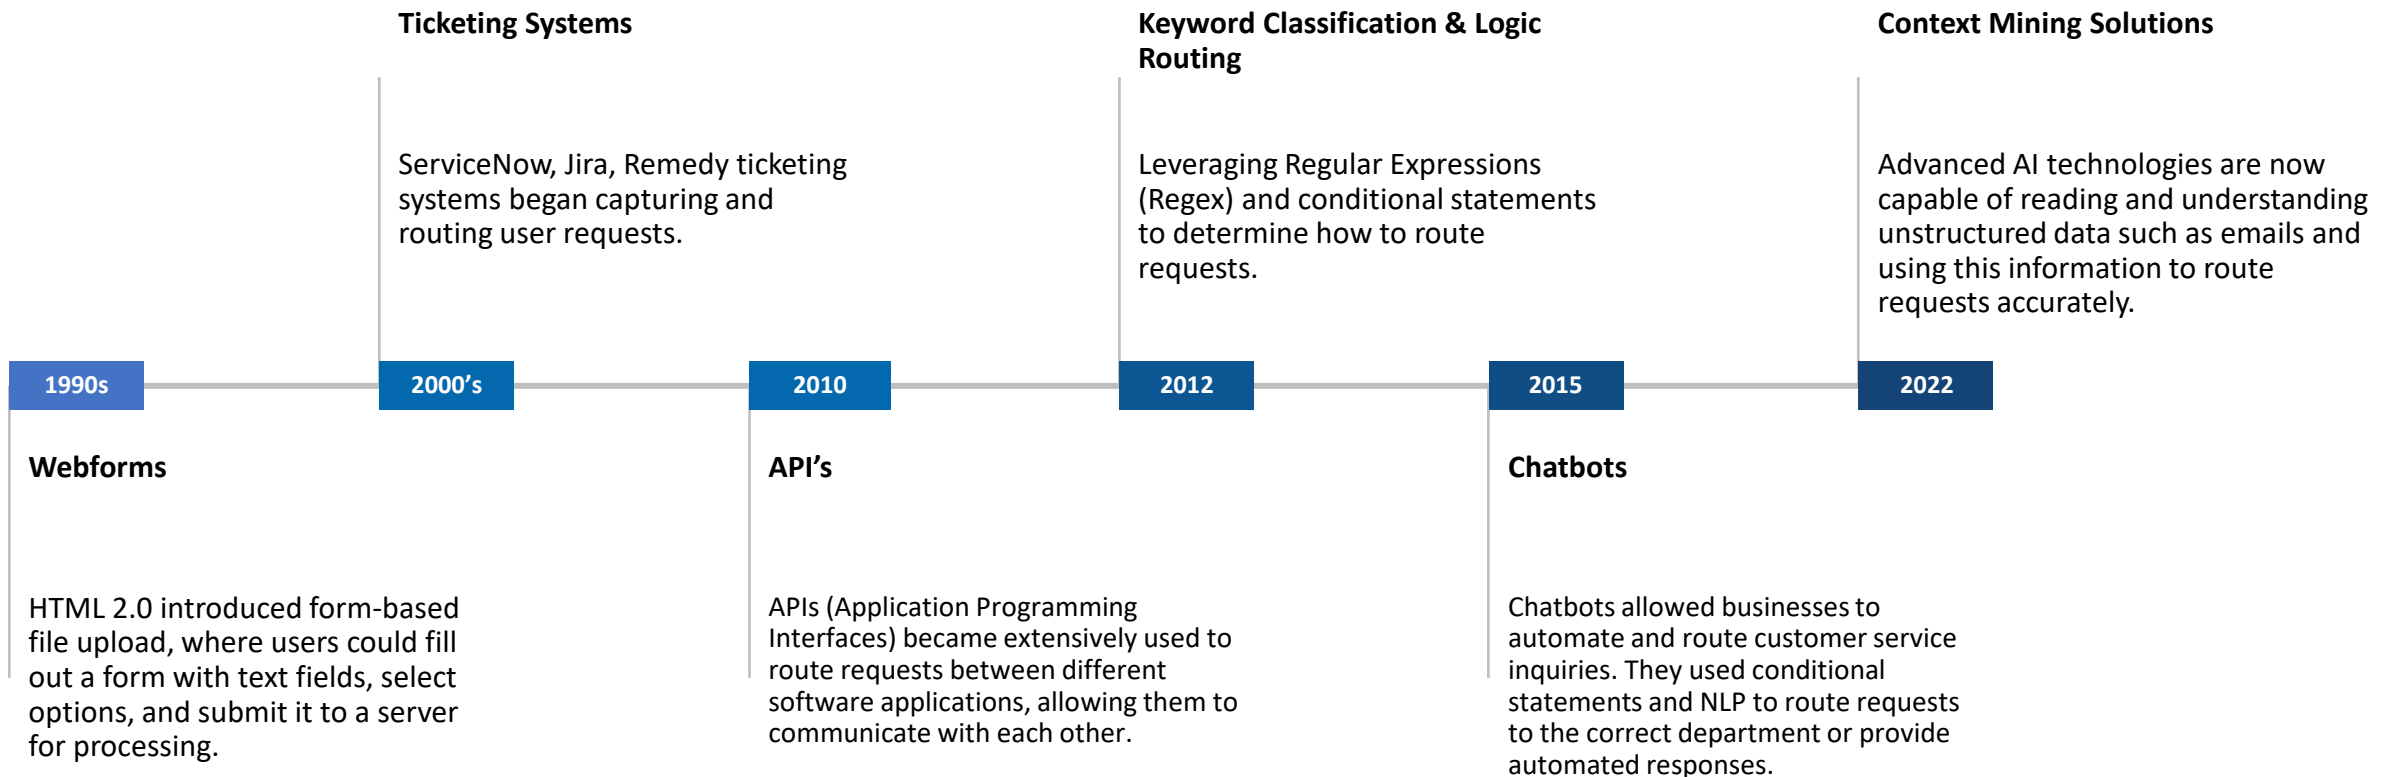 Ticketing Systems
ServiceNow, Jira, Remedy ticketing
systems began capturing and
routing user requests.
Keyword Classification & Logic
Routing
Leveraging Regular Expressions
(Regex) and conditional statements
to determine how to route
requests.
Context Mining Solutions
Advanced AI technologies are now
capable of reading and understanding
unstructured data such as emails and
using this information to route
requests accurately.
1990s
2000’s
2010
2012
2015
2022
Webforms
HTML 2.0 introduced form-based
file upload, where users could fill
out a form with text fields, select
options, and submit it to a server
for processing.
API’s
APIs (Application Programming
Interfaces) became extensively used to
route requests between different
software applications, allowing them to
communicate with each other.
Chatbots
Chatbots allowed businesses to
automate and route customer service
inquiries. They used conditional
statements and NLP to route requests
to the correct department or provide
automated responses.